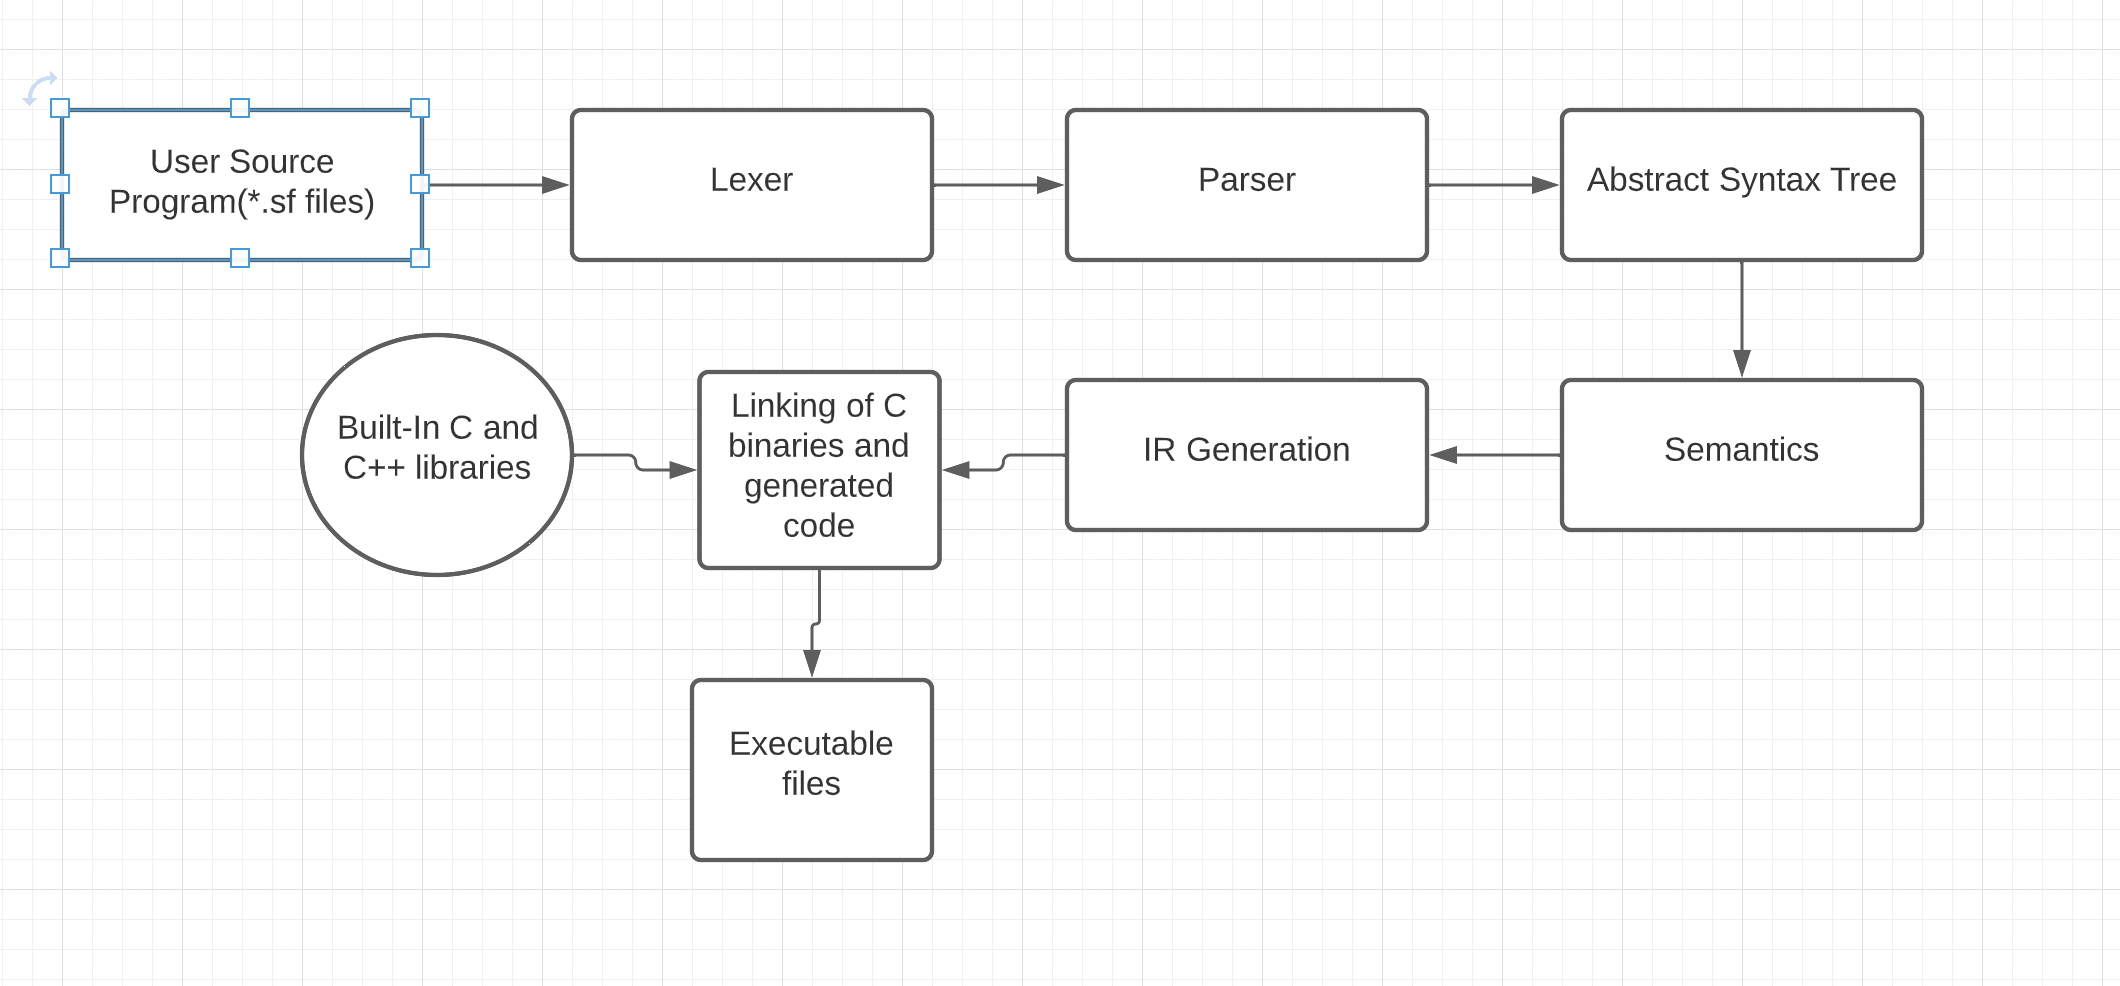 User Source
Program(*.sf files)
Lexer
Parser
Abstract Syntax Tree
Built-In C and
C++ libraries
Linking of C
binaries and
generated
code
IR Generation
Semantics
Executable
files